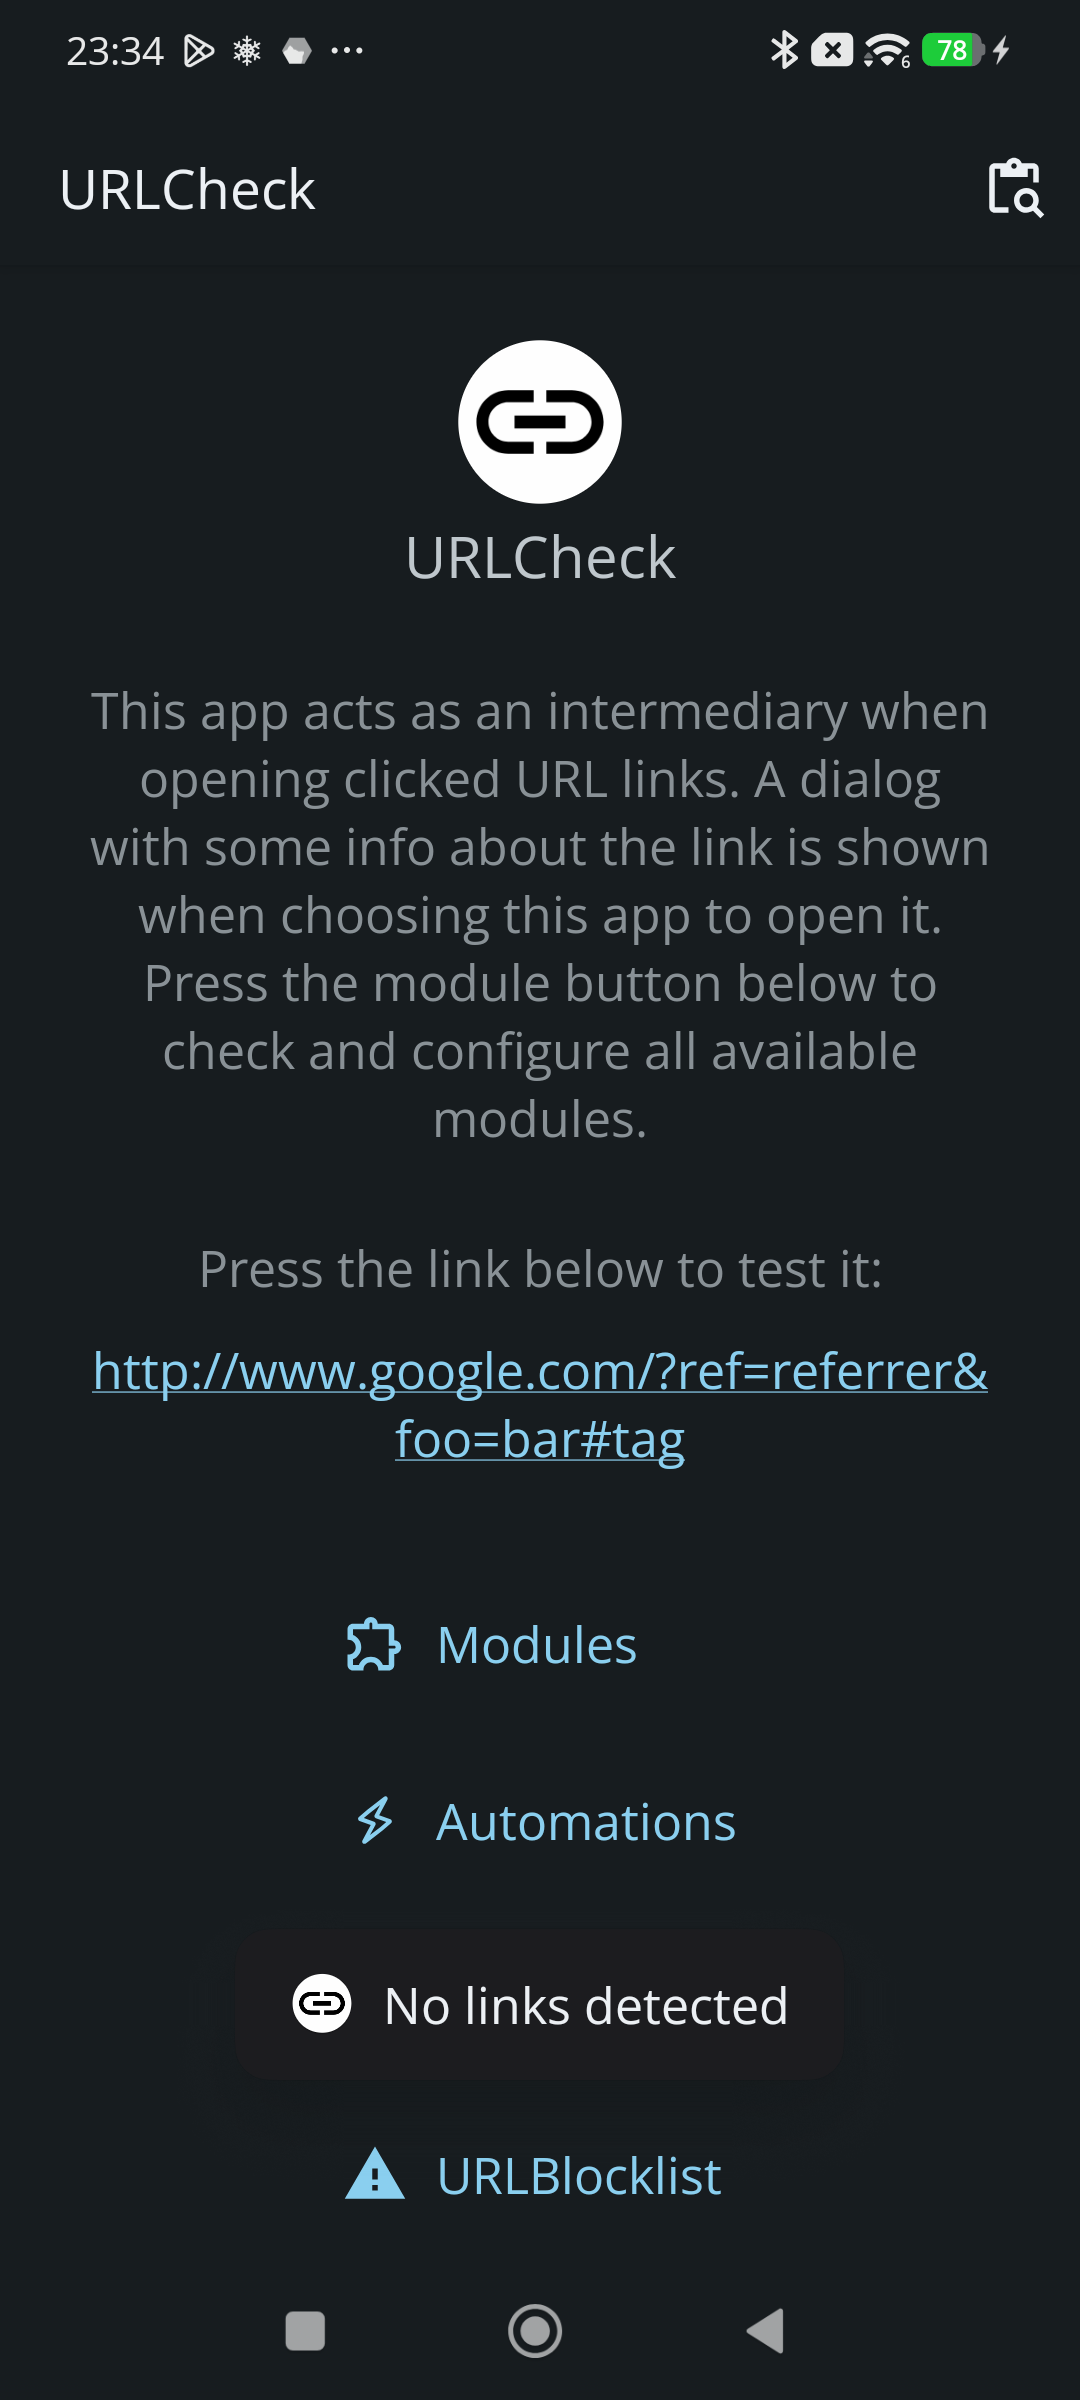 23:34
6
78
URLCheck
URLCheck
This app acts as an intermediary when
opening clicked URL links. A dialog
with some info about the link is shown
when choosing this app to open it.
Press the module button below to
check and configure all available
modules.
Press the link below to test it:
http://www.google.com/?ref=referrer&
foo=bar#tag
Modules
Automations
No links detected
URLBlocklist